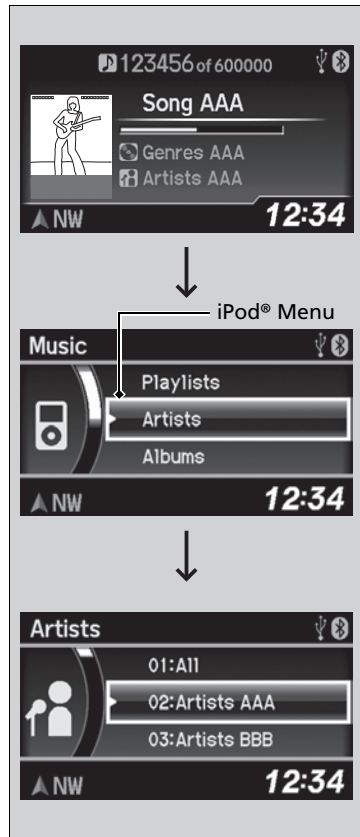 123456 of 600000
Song AAA
Genres AAA
Artists AAA
NW 12:34
iPod® Menu
Music
Playlists
Artists
Albums
NW 12:34
Artists
01:All
02:Artists AAA
03:Artists BBB
NW 12:34